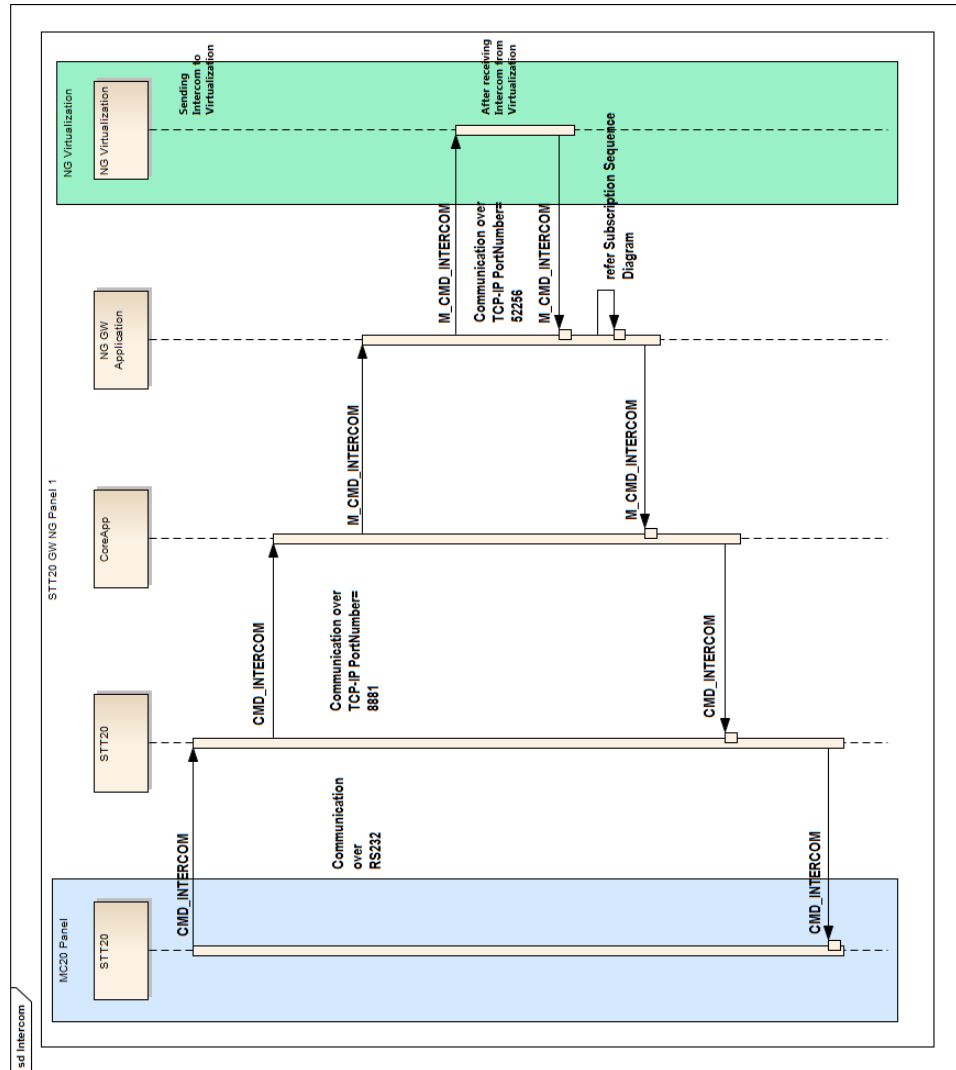 sd Intercom
STT20 GW NG Panel 1
MC20 Panel
NG Virtualization
STT20
STT20
CoreApp
NG GW
Application
NG Virtualization
Sending
Intercom to
Virtualization
CMD_INTERCOM
CMD_INTERCOM
M_CMD_INTERCOM
M_CMD_INTERCOM
Communication
over
RS232
Communication over
TCP-IP PortNumber=
8881
Communication over
TCP-IP PortNumber=
52256
After receiving
Intercom from
Virtualization
M_CMD_INTERCOM
refer Subscription Sequence
Diagram
M_CMD_INTERCOM
CMD_INTERCOM
CMD_INTERCOM